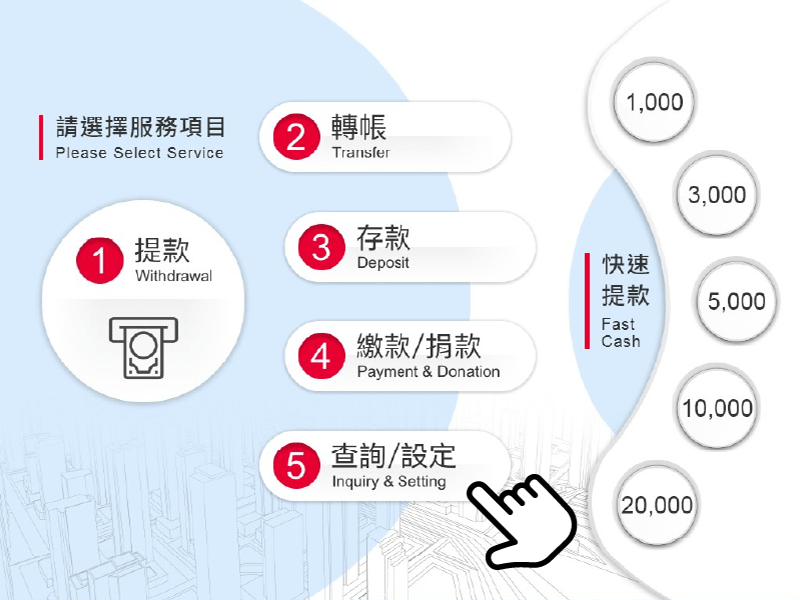 請選擇服務項目
Please Select Service
1 提款
Withdrawal
2 轉帳
Transfer
3 存款
Deposit
4 繳款/捐款
Payment & Donation
5 查詢/設定
Inquiry & Setting
快速
提款
Fast
Cash
1,000
3,000
5,000
10,000
20,000